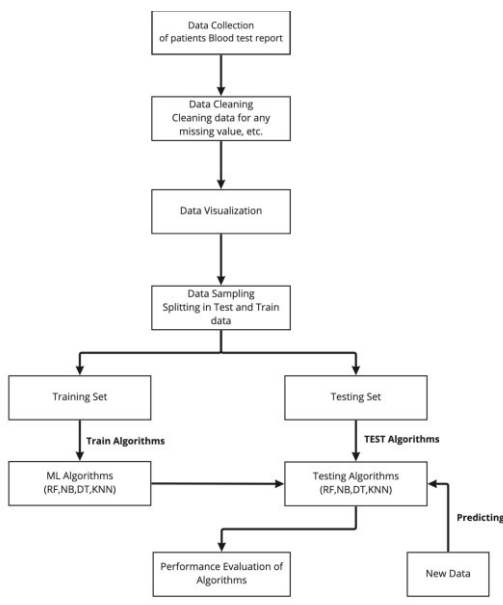 Data Collection
of patients Blood test report
Data Cleaning
Cleaning data for any
missing value, etc.
Data Visualization
Data Sampling
Splitting in Test and Train
data
Training Set
Testing Set
Train Algorithms
TEST Algorithms
ML Algorithms
(RF,NB,DT,KNN)
Testing Algorithms
(RF,NB,DT,KNN)
Predicting
Performance Evaluation of
Algorithms
New Data